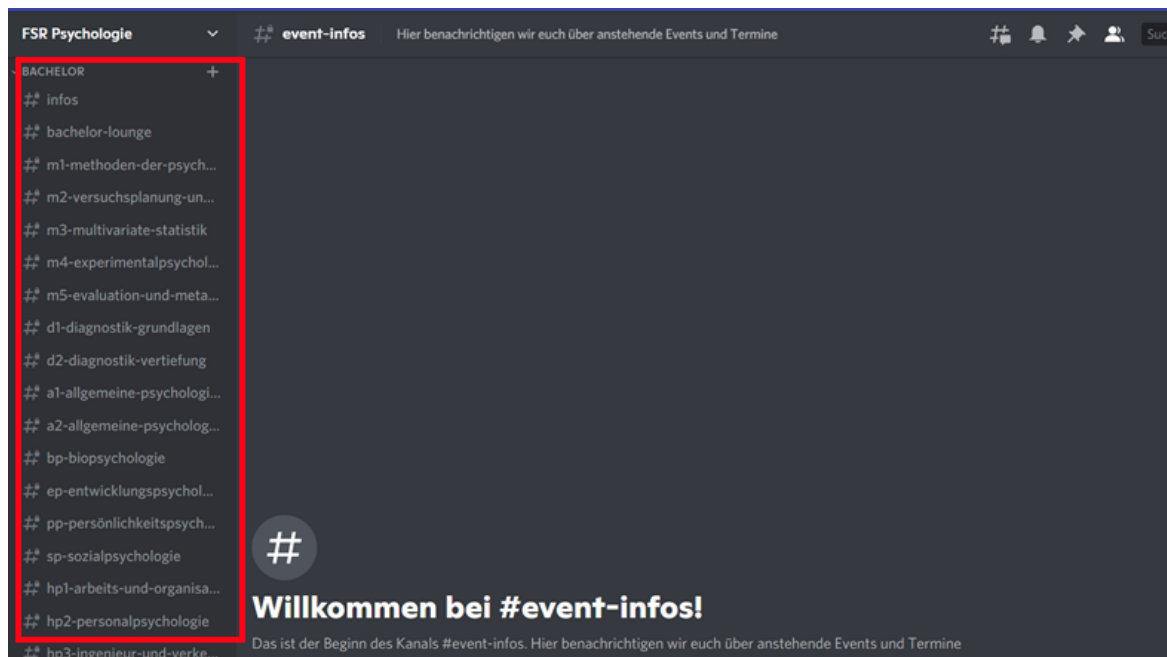 FSR Psychologie
event-infos
Hier benachrichtigen wir euch über anstehende Events und Termine
Suc
BACHELOR
infos
bachelor-lounge
m1-methoden-der-psych...
m2-versuchsplanung-un...
m3-multivariate-statistik
m4-experimentalpsychol...
m5-evaluation-und-meta...
d1-diagnostik-grundlagen
d2-diagnostik-vertiefung
a1-allgemeine-psychologi...
a2-allgemeine-psycholog...
bp-biopsychologie
ep-entwicklungspsychol...
pp-persönlichkeitspsych...
sp-sozialpsychologie
hp1-arbeits-und-organisa...
hp2-personalpsychologie
hp3-ingenieur-und-verke...
Willkommen bei #event-infos!
Das ist der Beginn des Kanals #event-infos. Hier benachrichtigen wir euch über anstehende Events und Termine